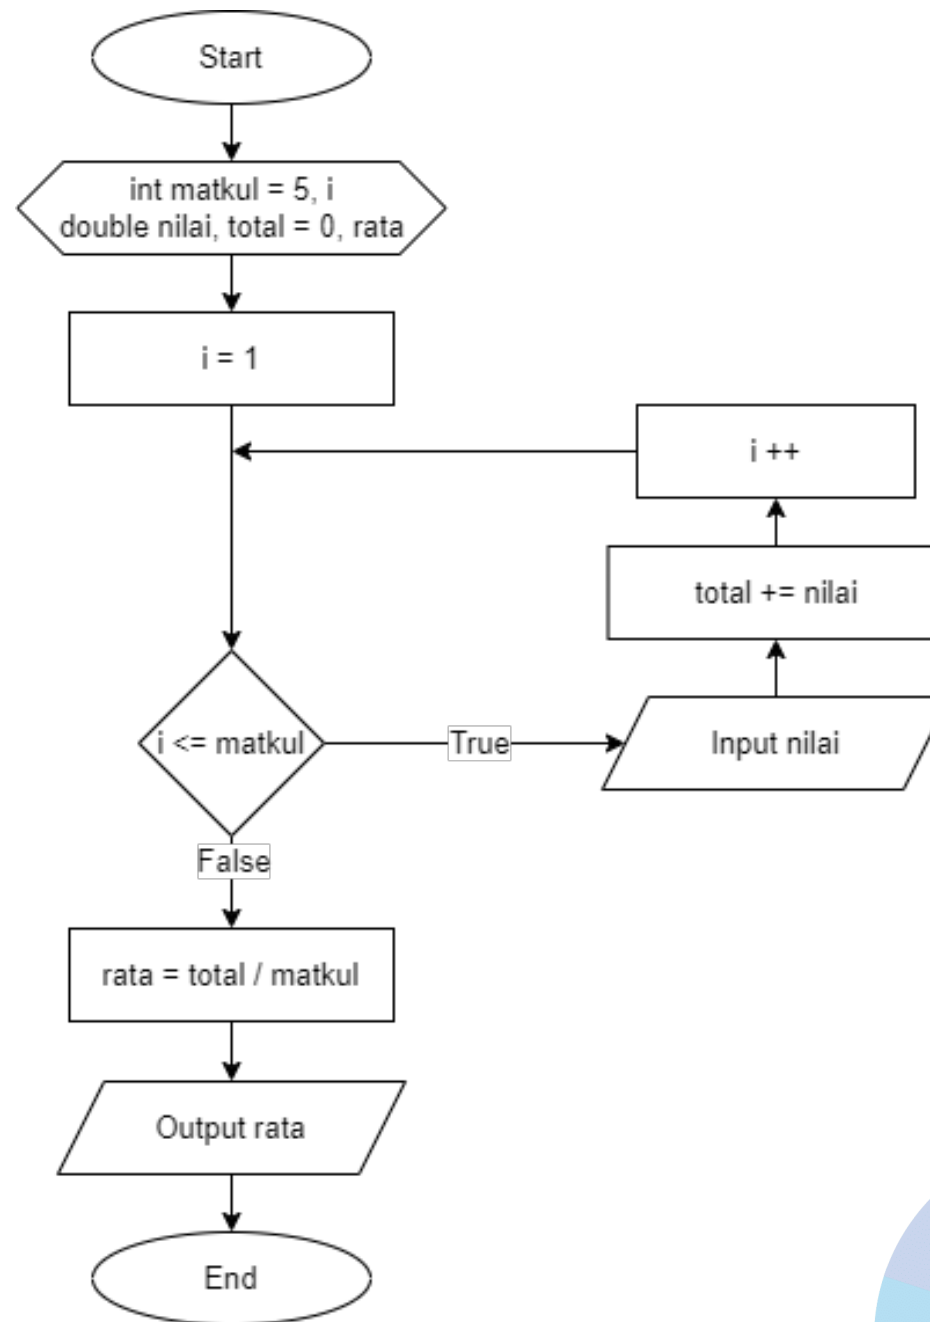 Start
int matkul = 5, i
double nilai, total = 0, rata
i = 1
i ++
total += nilai
i <= matkul
True
Input nilai
False
rata = total / matkul
Output rata
End